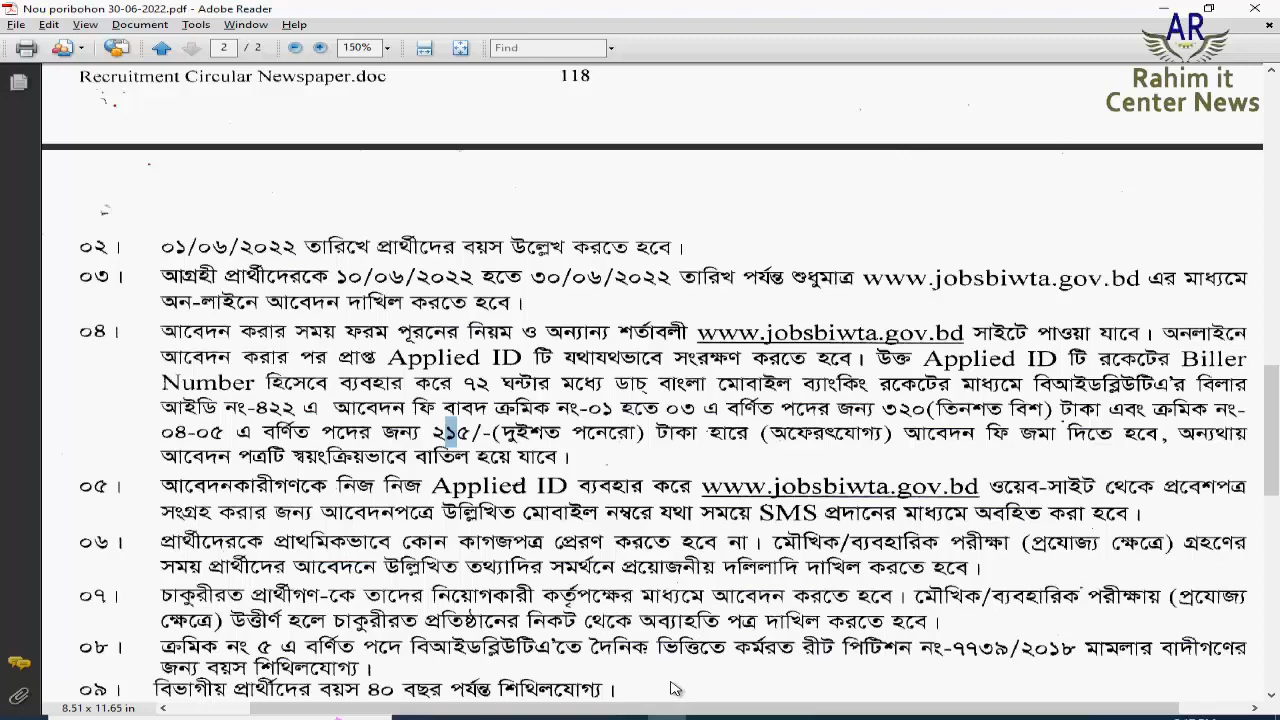 Nou poribohon 30-06-2022.pdf - Adobe Reader
File Edit View Document Tools Window Help
2 / 2 150% Find
AR
Rahim it
Center News
Recruitment Circular Newspaper.doc 118
০২। ০১/০৬/২০২২ তারিখে প্রার্থীদের বয়স উল্লেখ করতে হবে।
০৩। আগ্রহী প্রার্থীদেরকে ১০/০৬/২০২২ হতে ৩০/০৬/২০২২ তারিখ পর্যন্ত শুধুমাত্র www.jobsbiwta.gov.bd এর মাধ্যমে
অন-লাইনে আবেদন দাখিল করতে হবে।
০৪। আবেদন করার সময় ফরম পূরনের নিয়ম ও অন্যান্য শর্তাবলী www.jobsbiwta.gov.bd সাইটে পাওয়া যাবে। অনলাইনে
আবেদন করার পর প্রাপ্ত Applied ID টি যথাযথভাবে সংরক্ষণ করতে হবে। উক্ত Applied ID টি রকেটের Biller
Number হিসেবে ব্যবহার করে ৭২ ঘন্টার মধ্যে ডাচ্ বাংলা মোবাইল ব্যাংকিং রকেটের মাধ্যমে বিআইডব্লিউটিএ'র বিলার
আইডি নং-৪২২ এ আবেদন ফি বাবদ ক্রমিক নং-০১ হতে ০৩ এ বর্ণিত পদের জন্য ৩২০(তিনশত বিশ) টাকা এবং ক্রমিক নং-
০৪-০৫ এ বর্ণিত পদের জন্য ২১৫/-(দুইশত পনেরো) টাকা হারে (অফেরৎযোগ্য) আবেদন ফি জমা দিতে হবে, অন্যথায়
আবেদন পত্রটি স্বয়ংক্রিয়ভাবে বাতিল হয়ে যাবে।
০৫। আবেদনকারীগণকে নিজ নিজ Applied ID ব্যবহার করে www.jobsbiwta.gov.bd ওয়েব-সাইট থেকে প্রবেশপত্র
সংগ্রহ করার জন্য আবেদনপত্রে উল্লিখিত মোবাইল নম্বরে যথা সময়ে SMS প্রদানের মাধ্যমে অবহিত করা হবে।
০৬। প্রার্থীদেরকে প্রাথমিকভাবে কোন কাগজপত্র প্রেরণ করতে হবে না। মৌখিক/ব্যবহারিক পরীক্ষা (প্রযোজ্য ক্ষেত্রে) গ্রহণের
সময় প্রার্থীদের আবেদনে উল্লিখিত তথ্যাদির সমর্থনে প্রয়োজনীয় দলিলাদি দাখিল করতে হবে।
০৭। চাকুরীরত প্রার্থীগণ-কে তাদের নিয়োগকারী কর্তৃপক্ষের মাধ্যমে আবেদন করতে হবে। মৌখিক/ব্যবহারিক পরীক্ষায় (প্রযোজ্য
ক্ষেত্রে) উত্তীর্ণ হলে চাকুরীরত প্রতিষ্ঠানের নিকট থেকে অব্যাহতি পত্র দাখিল করতে হবে।
০৮। ক্রমিক নং ৫ এ বর্ণিত পদে বিআইডব্লিউটিএ'তে দৈনিক ভিত্তিতে কর্মরত রীট পিটিশন নং-৭৭৩৯/২০১৮ মামলার বাদীগণের
জন্য বয়স শিথিলযোগ্য।
০৯। বিভাগীয় প্রার্থীদের বয়স ৪০ বছর পর্যন্ত শিথিলযোগ্য।
8.51 x 11.65 in